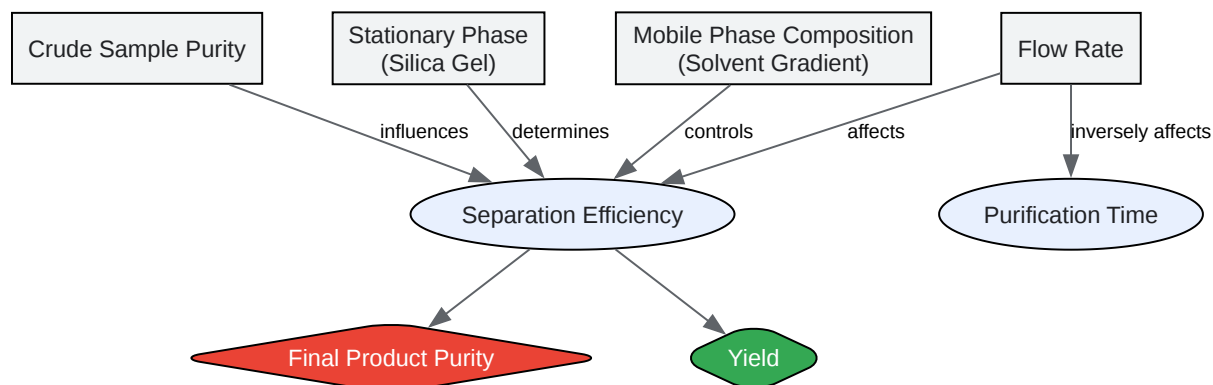 Crude Sample Purity
Stationary Phase
(Silica Gel)
Mobile Phase Composition
(Solvent Gradient)
Flow Rate
influences
determines
controls
affects
inversely affects
Separation Efficiency
Purification Time
Final Product Purity
Yield